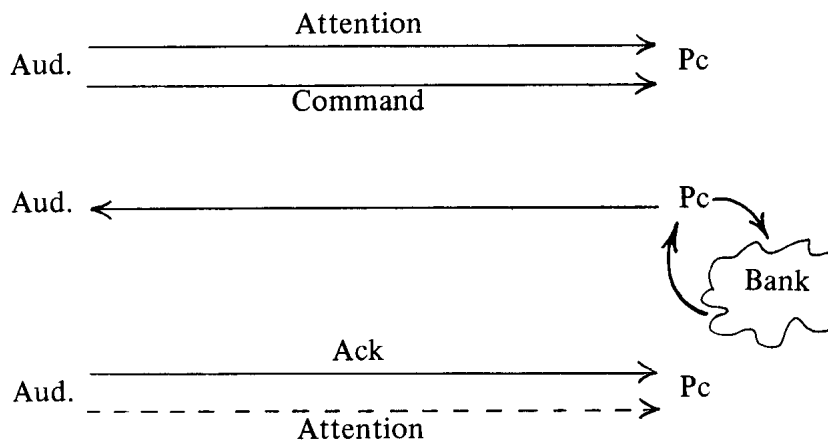 Attention
Aud. Pc
Command
Aud. Pc
Bank
Ack
Aud. Pc
Attention